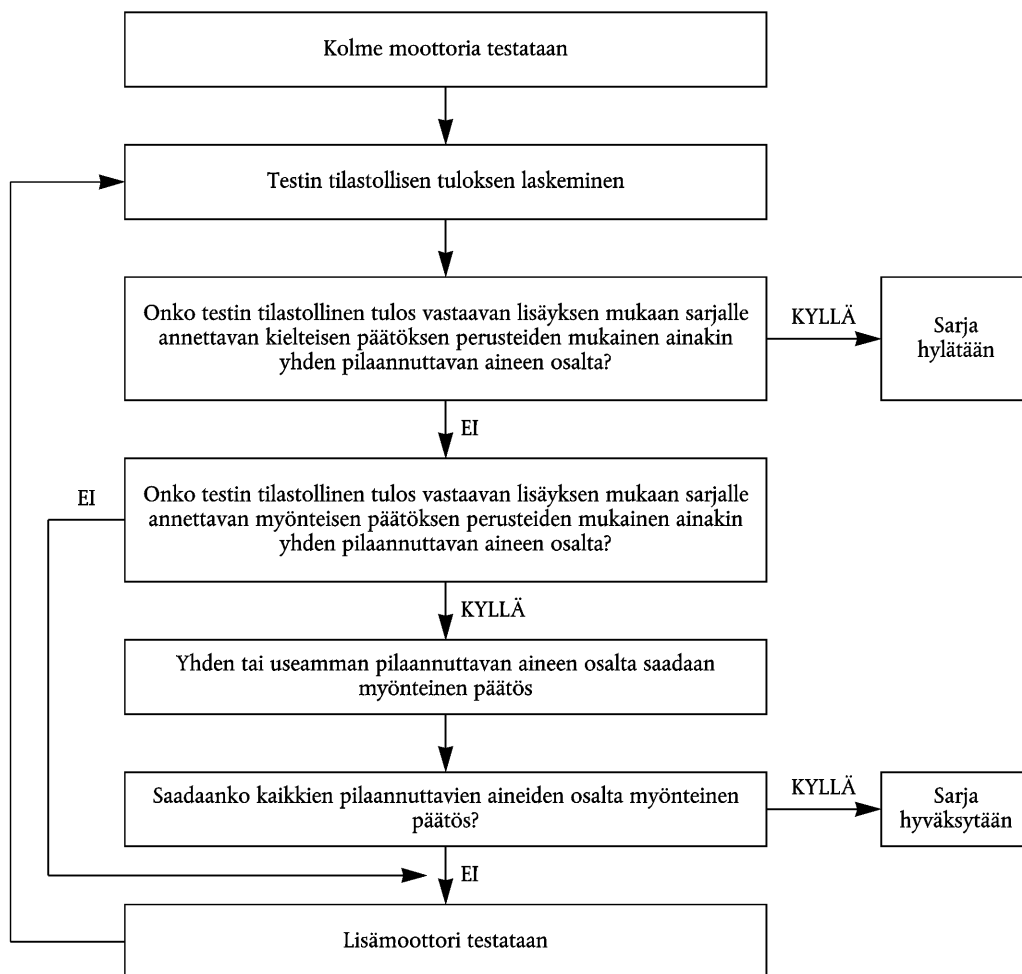 Kolme moottoria testataan
Testin tilastollisen tuloksen laskeminen
Onko testin tilastollinen tulos vastaavan lisäyksen mukaan sarjalle
annettavan kielteisen päätöksen perusteiden mukainen ainakin
yhden pilaannuttavan aineen osalta?
KYLLÄ
Sarja
hylätään
EI
EI
Onko testin tilastollinen tulos vastaavan lisäyksen mukaan sarjalle
annettavan myönteisen päätöksen perusteiden mukainen ainakin
yhden pilaannuttavan aineen osalta?
KYLLÄ
Yhden tai useamman pilaannuttavan aineen osalta saadaan
myönteinen päätös
Saadaanko kaikkien pilaannuttavien aineiden osalta myönteinen
päätös?
KYLLÄ
Sarja
hyväksytään
EI
Lisämoottori testataan